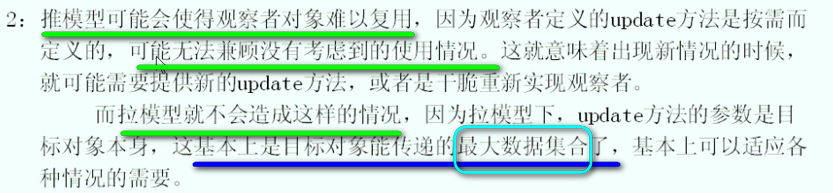 2：推模型可能会使得观察者对象难以复用，因为观察者定义的update方法是按需而
定义的，可能无法兼顾没有考虑到的使用情况。这就意味着出现新情况的时候，
就可能需要提供新的update方法，或者是干脆重新实现观察者。
而拉模型就不会造成这样的情况，因为拉模型下，update方法的参数是目
标对象本身，这基本上是目标对象能传递的最大数据集合了，基本上可以适应各
种情况的需要。